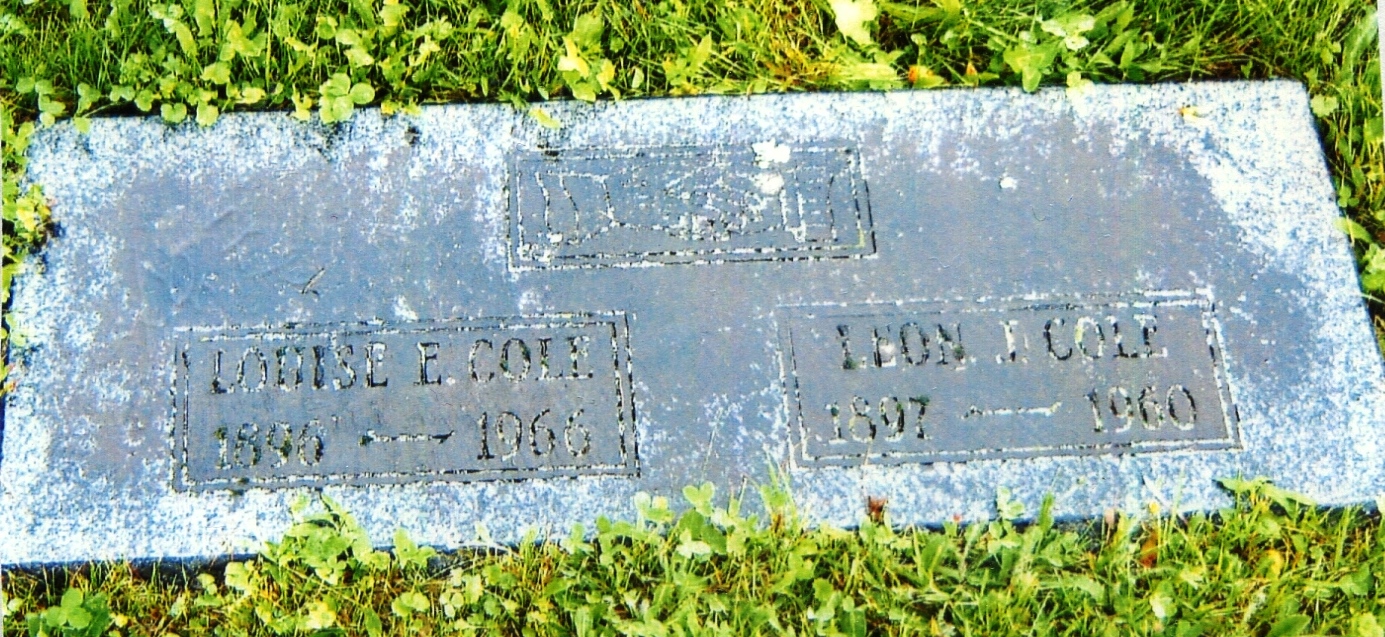 LOUISE E. COLE
1896 — 1966
LEON J. COLE
1897 — 1960